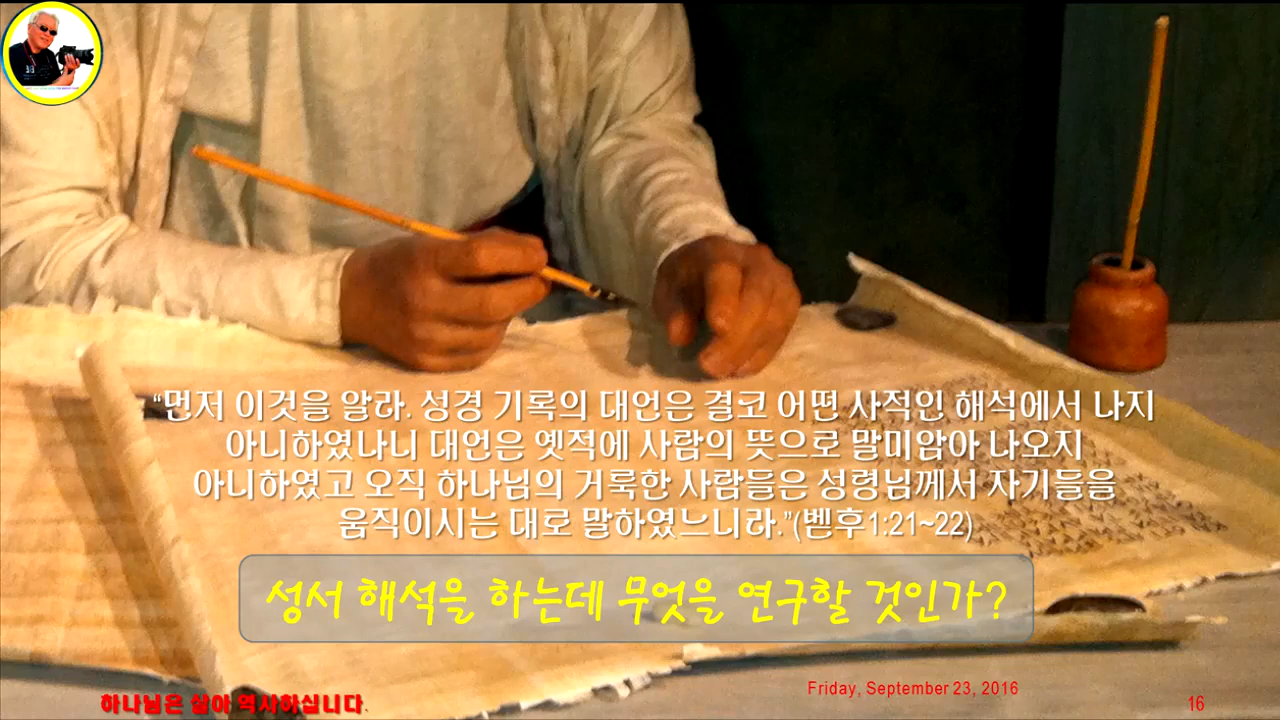 “먼저 이것을 알라. 성경 기록의 대언은 결코 어떤 사적인 해석에서 나지
아니하였나니 대언은 옛적에 사람의 뜻으로 말미암아 나오지
아니하였고 오직 하나님의 거룩한 사람들은 성령님께서 자기들을
움직이시는 대로 말하였느니라.”(벧후1:21~22)
성서 해석을 하는데 무엇을 연구할 것인가?
하나님은 살아 역사하십니다.
Friday, September 23, 2016
16